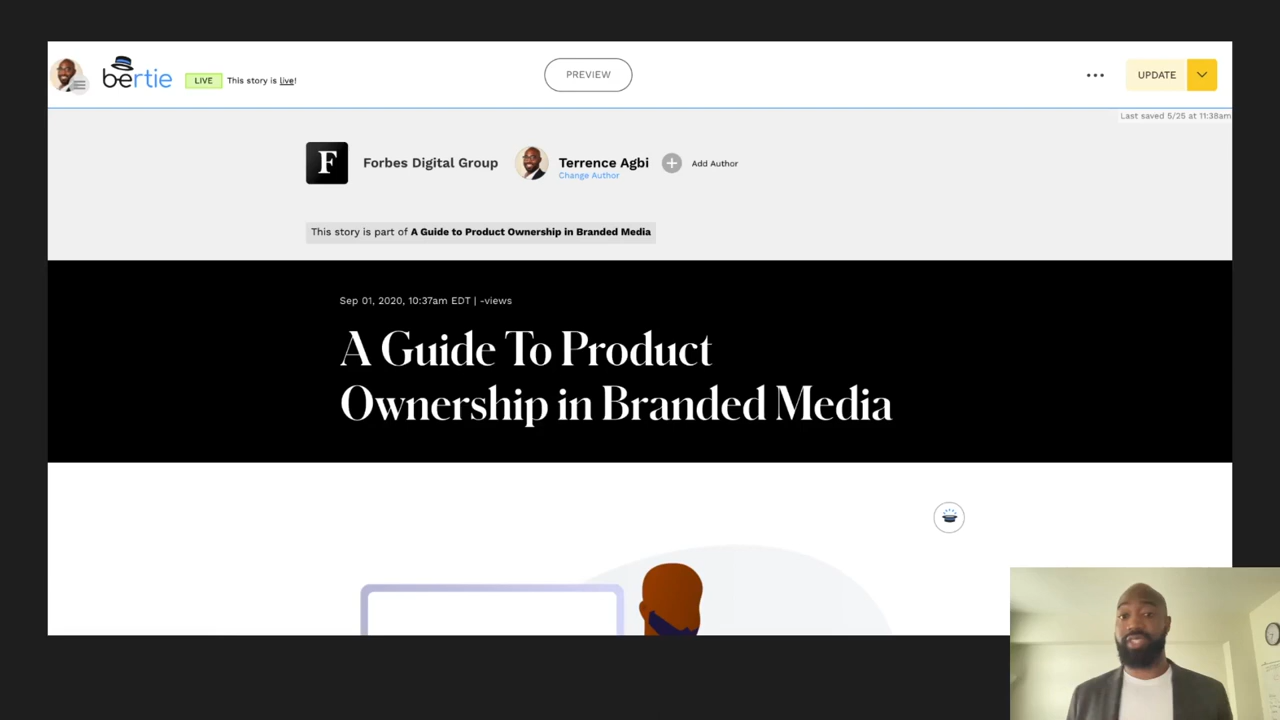 bertie
LIVE
This story is live!
PREVIEW
UPDATE
Last saved 5/25 at 11:38am
F
Forbes Digital Group
Terrence Agbi
Change Author
Add Author
This story is part of A Guide to Product Ownership in Branded Media
Sep 01, 2020, 10:37am EDT | -views
A Guide To Product
Ownership in Branded Media